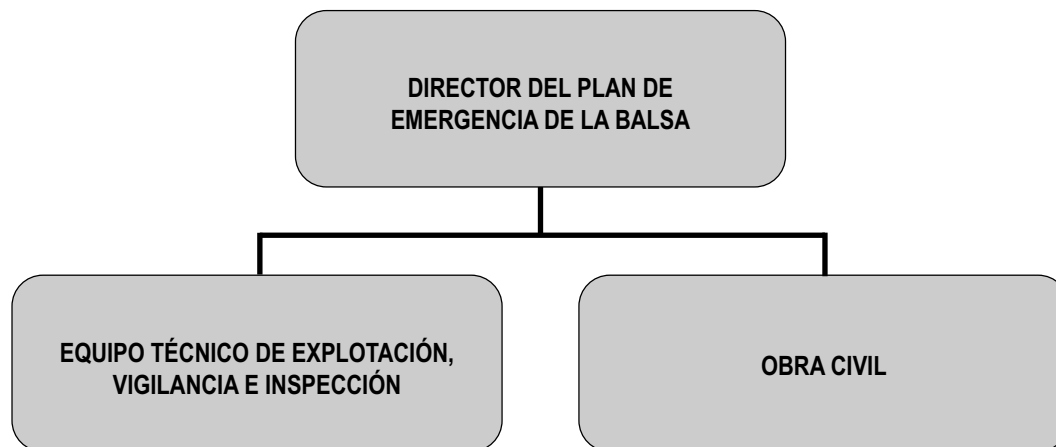 DIRECTOR DEL PLAN DE
EMERGENCIA DE LA BALSA
EQUIPO TÉCNICO DE EXPLOTACIÓN,
VIGILANCIA E INSPECCIÓN
OBRA CIVIL